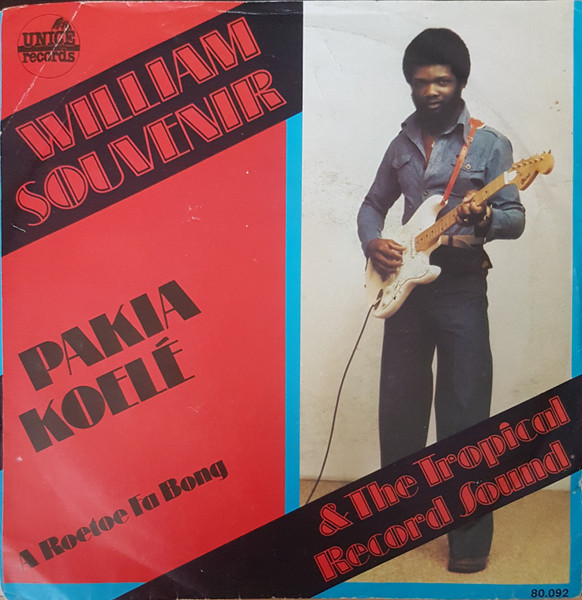 UNICE
records
WILLIAM
SOUVENIR
PAKIA
KOELÉ
A Roetoe Fa Bong
& The Tropical
Record Sound
80.092